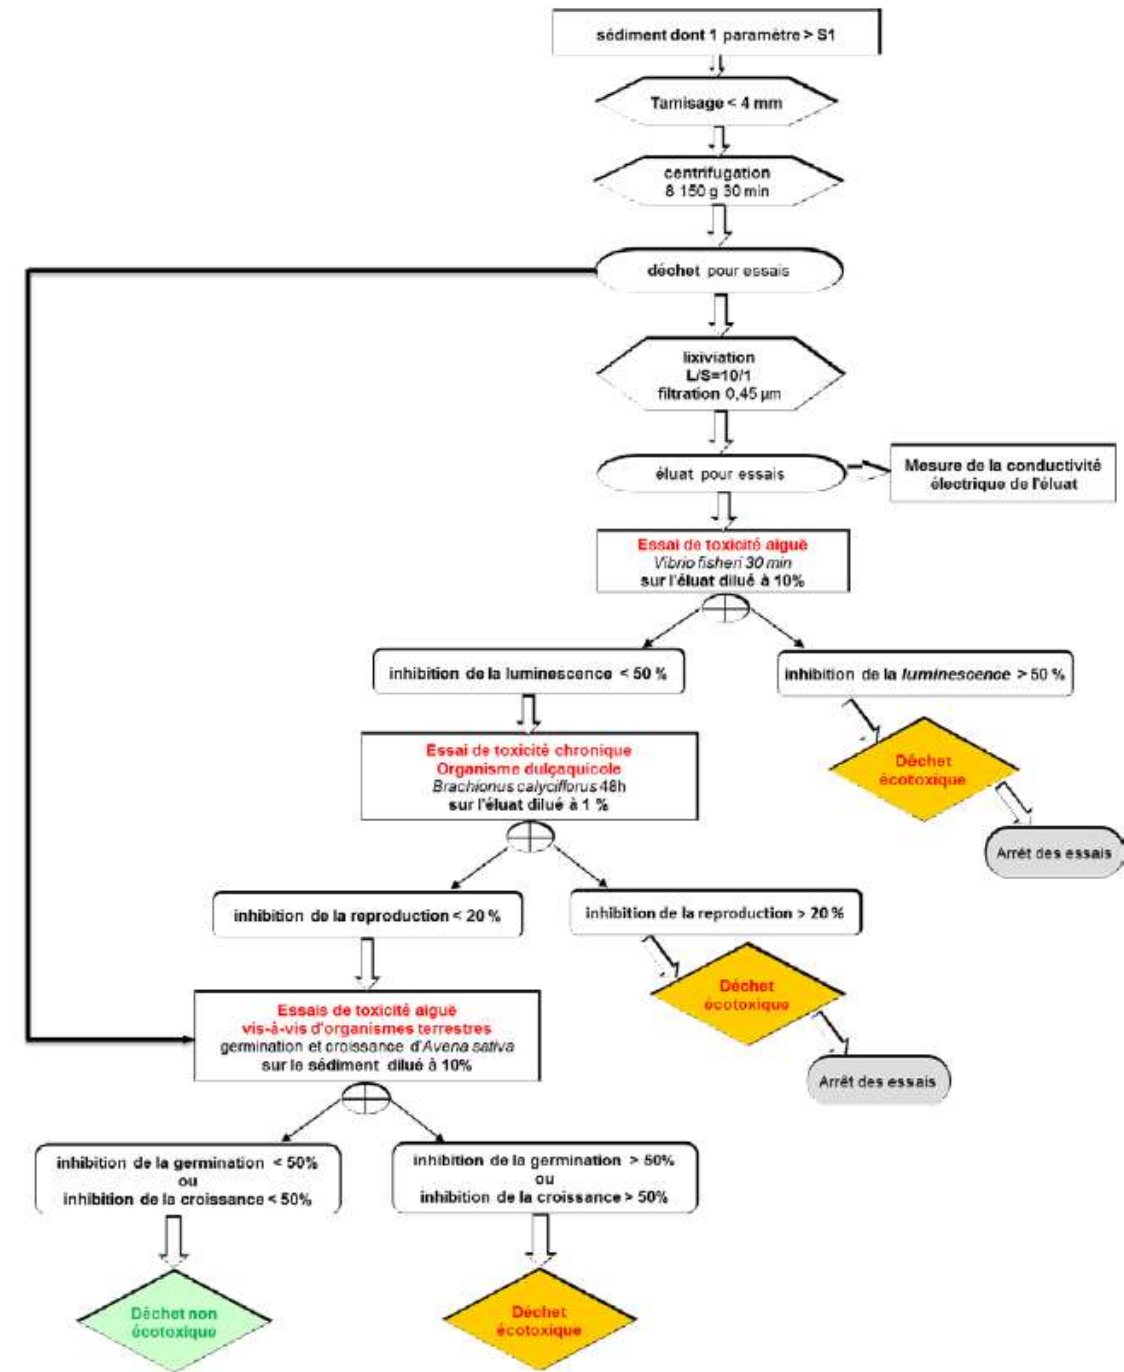 sédiment dont 1 paramètre > S1
Tamisage < 4 mm
centrifugation
8 150 g 30 min
déchet pour essais
lixiviation
L/S=10/1
filtration 0,45 µm
éluat pour essais
Mesure de la conductivité
électrique de l'éluat
Essai de toxicité aiguë
Vibrio fisheri 30 min
sur l'éluat dilué à 10%
inhibition de la luminescence < 50 %
inhibition de la luminescence > 50 %
Essai de toxicité chronique
Organisme dulçaquicole
Brachionus calyciflorus 48h
sur l'éluat dilué à 1 %
Déchet
écotoxique
Arrêt des essais
inhibition de la reproduction < 20 %
inhibition de la reproduction > 20 %
Déchet
écotoxique
Essais de toxicité aiguë
vis-à-vis d'organismes terrestres
germination et croissance d'Avena sativa
sur le sédiment dilué à 10%
Arrêt des essais
inhibition de la germination < 50%
ou
inhibition de la croissance < 50%
inhibition de la germination > 50%
ou
inhibition de la croissance > 50%
Déchet non
écotoxique
Déchet
écotoxique